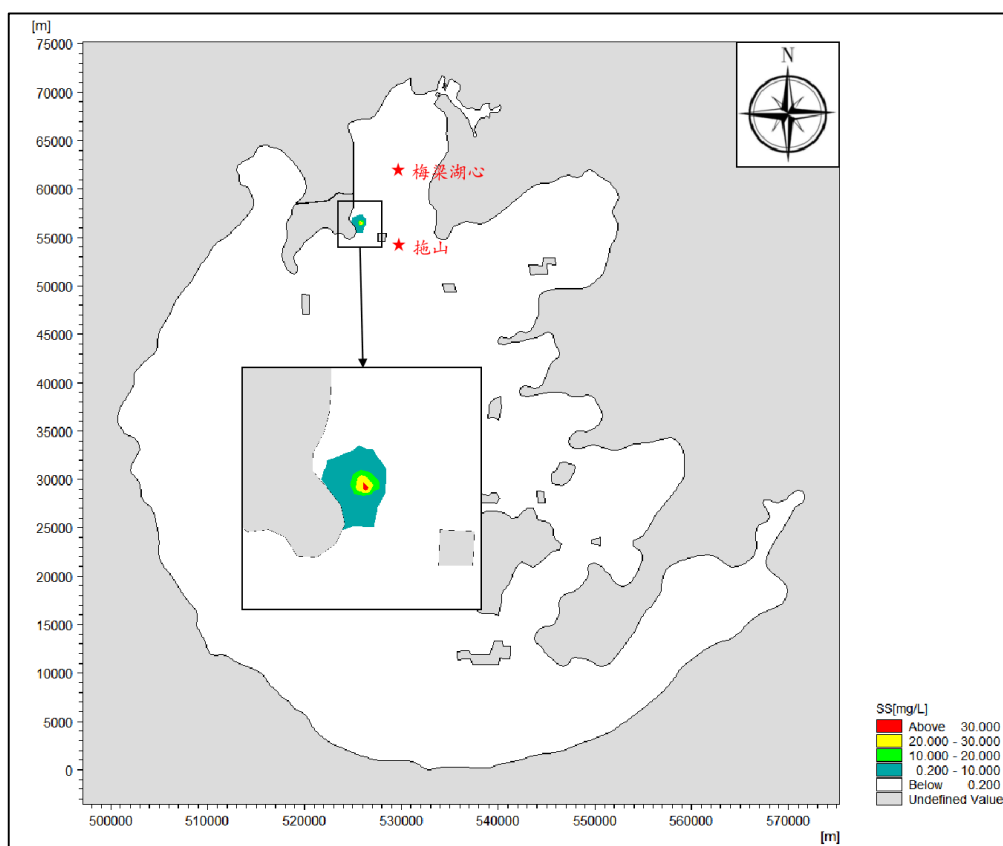 [m]
75000
70000
65000
60000
55000
50000
45000
40000
35000
30000
25000
20000
15000
10000
5000
0
N
梅梁湖心
拖山
500000 510000 520000 530000 540000 550000 560000 570000
[m]
SS[mg/L]
Above 30.000
20.000 - 30.000
10.000 - 20.000
0.200 - 10.000
Below 0.200
Undefined Value